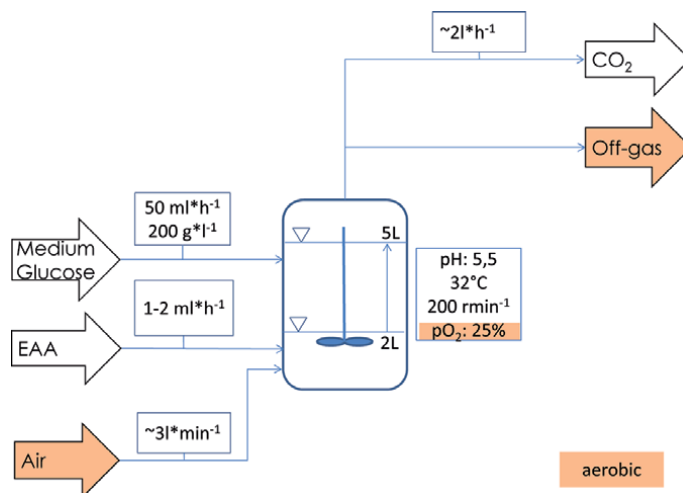 ~2l*h⁻¹
CO₂
Off-gas
50 ml*h⁻¹
200 g*l⁻¹
Medium
Glucose
5L
pH: 5,5
32°C
200 rmin⁻¹
pO₂: 25%
1-2 ml*h⁻¹
EAA
2L
Air
~3l*min⁻¹
aerobic